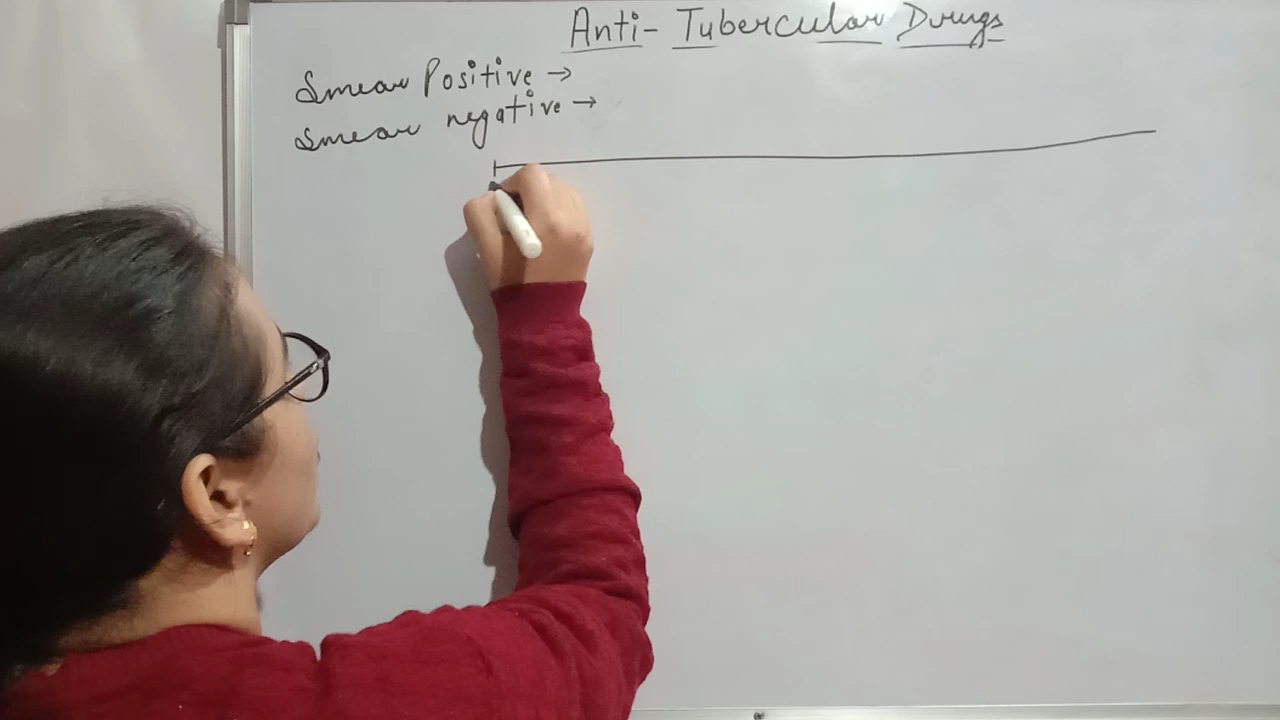 Anti-Tubercular Drugs
Smear Positive →
Smear negative →